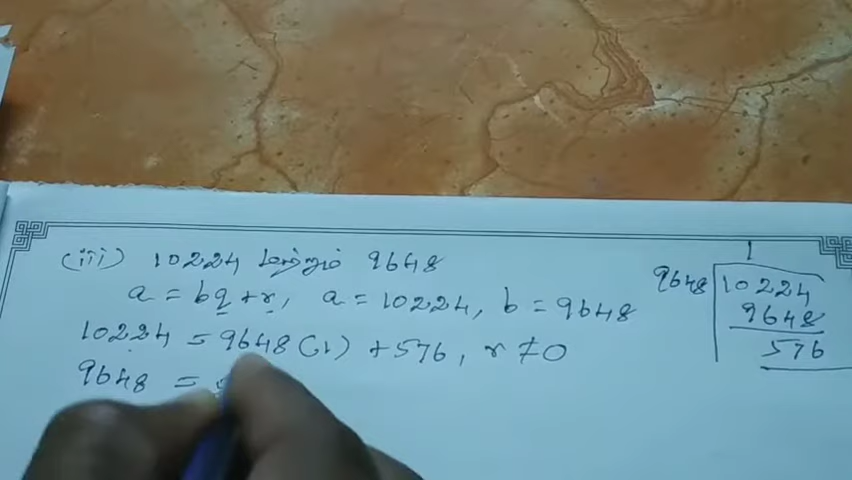 (iii) 10224 மற்றும் 9648
a = bq + r, a = 10224, b = 9648
10224 = 9648 (1) + 576, r ≠ 0
9648 =
1
9648 10224
9648
576